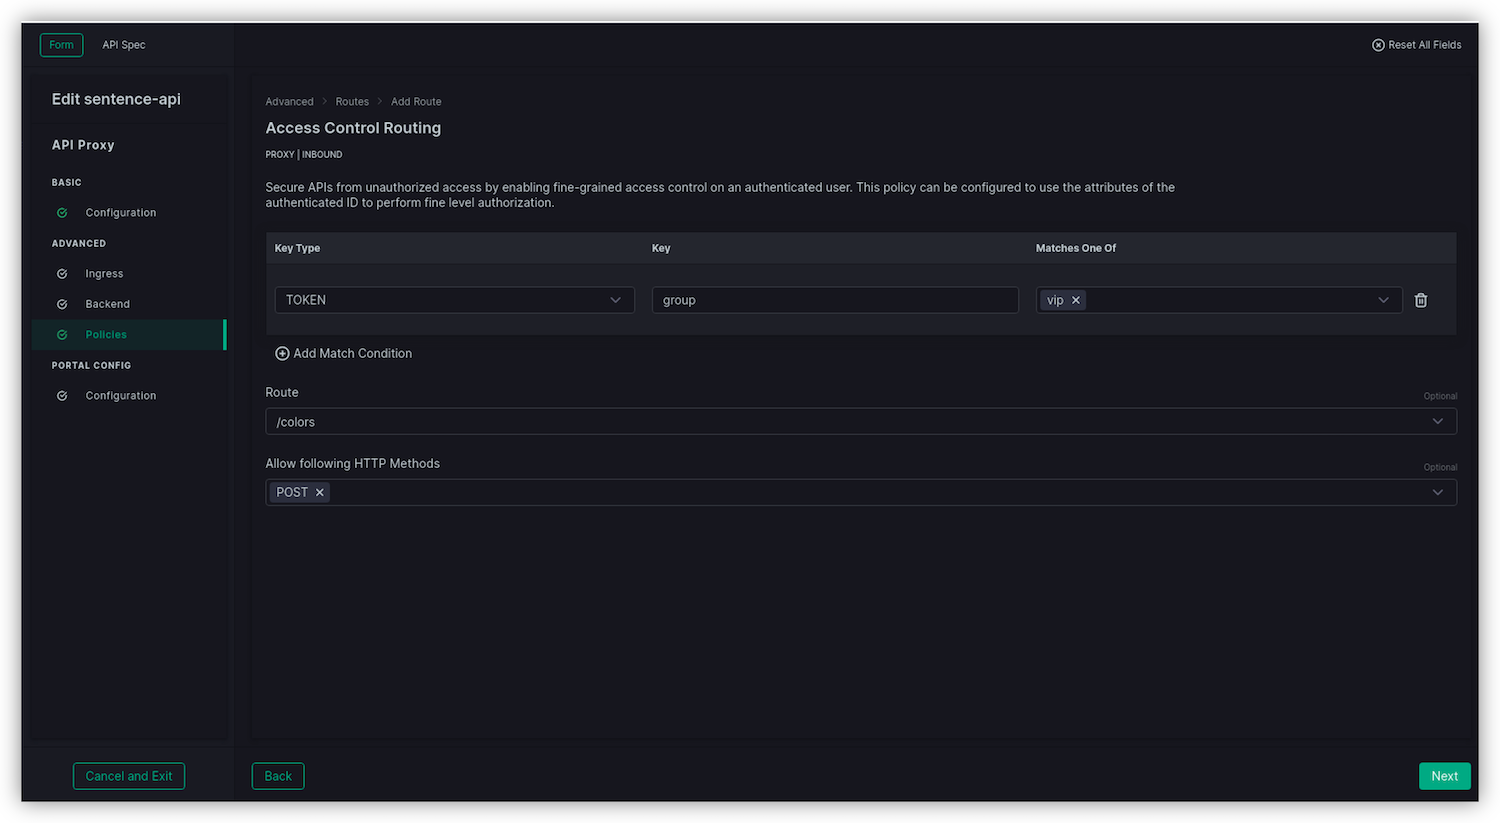 Form
API Spec
Reset All Fields
Edit sentence-api
API Proxy
BASIC
Configuration
ADVANCED
Ingress
Backend
Policies
PORTAL CONFIG
Configuration
Cancel and Exit
Advanced > Routes > Add Route
Access Control Routing
PROXY | INBOUND
Secure APIs from unauthorized access by enabling fine-grained access control on an authenticated user. This policy can be configured to use the attributes of the
authenticated ID to perform fine level authorization.
Key Type Key Matches One Of
TOKEN group vip
Add Match Condition
Route
Optional
/colors
Allow following HTTP Methods
Optional
POST
Back
Next